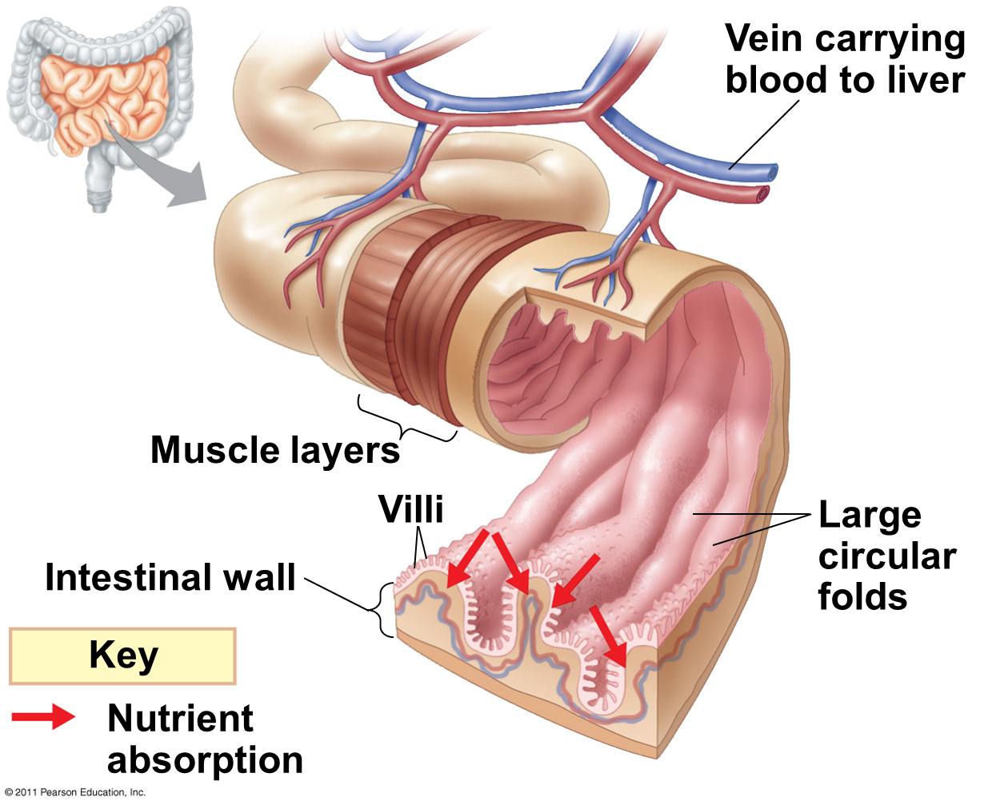 Vein carrying
blood to liver
Muscle layers
Villi
Intestinal wall
Large
circular
folds
Key
Nutrient
absorption
© 2011 Pearson Education, Inc.